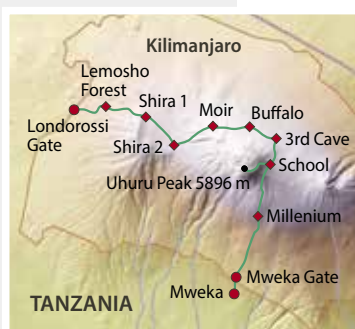 Kilimanjaro
Lemosho
Forest
Shira 1
Moir
Buffalo
Londorossi
Gate
3rd Cave
Shira 2
School
Uhuru Peak 5896 m
Millenium
Mweka Gate
Mweka
TANZANIA